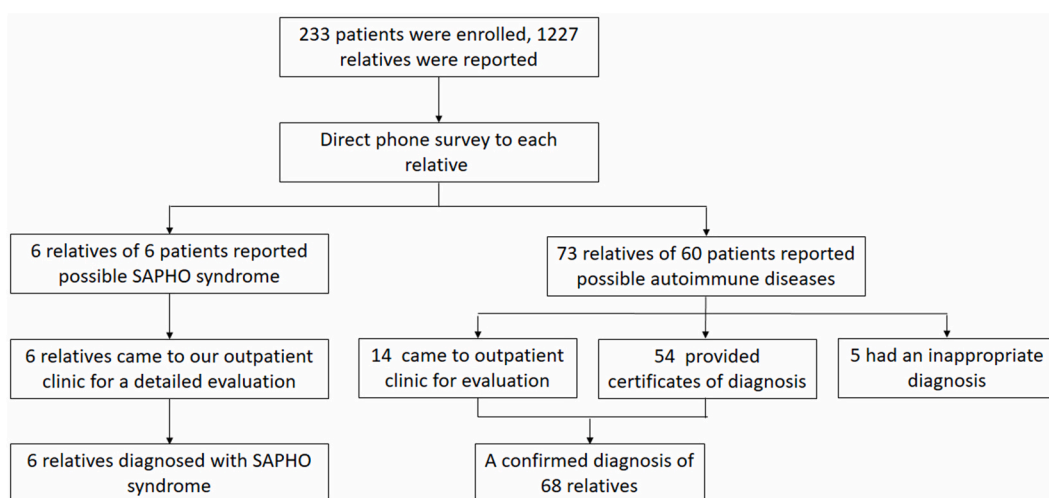 233 patients were enrolled, 1227
relatives were reported
Direct phone survey to each
relative
6 relatives of 6 patients reported
possible SAPHO syndrome
73 relatives of 60 patients reported
possible autoimmune diseases
6 relatives came to our outpatient
clinic for a detailed evaluation
14 came to outpatient
clinic for evaluation
54 provided
certificates of diagnosis
5 had an inappropriate
diagnosis
6 relatives diagnosed with SAPHO
syndrome
A confirmed diagnosis of
68 relatives